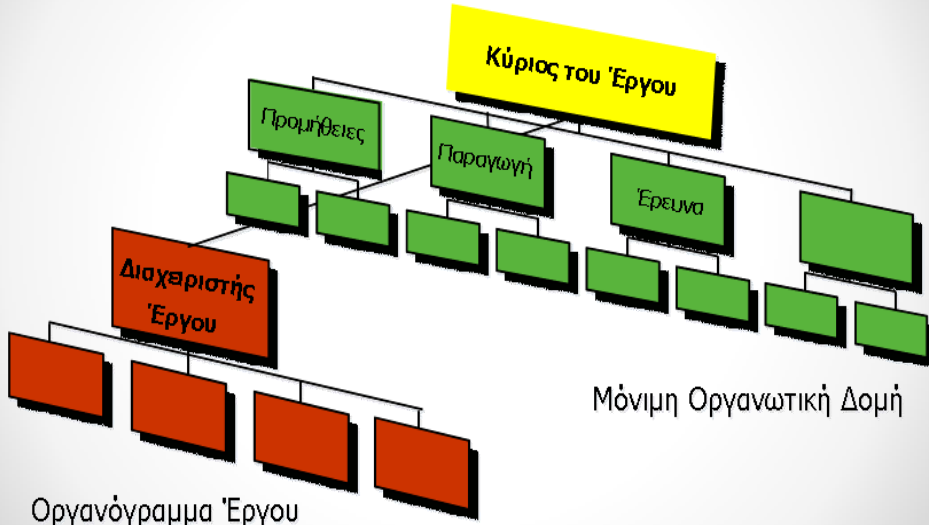 Κύριος του Έργου
Προμήθειες
Παραγωγή
Έρευνα
Διαχειριστής
Έργου
Μόνιμη Οργανωτική Δομή
Οργανόγραμμα Έργου